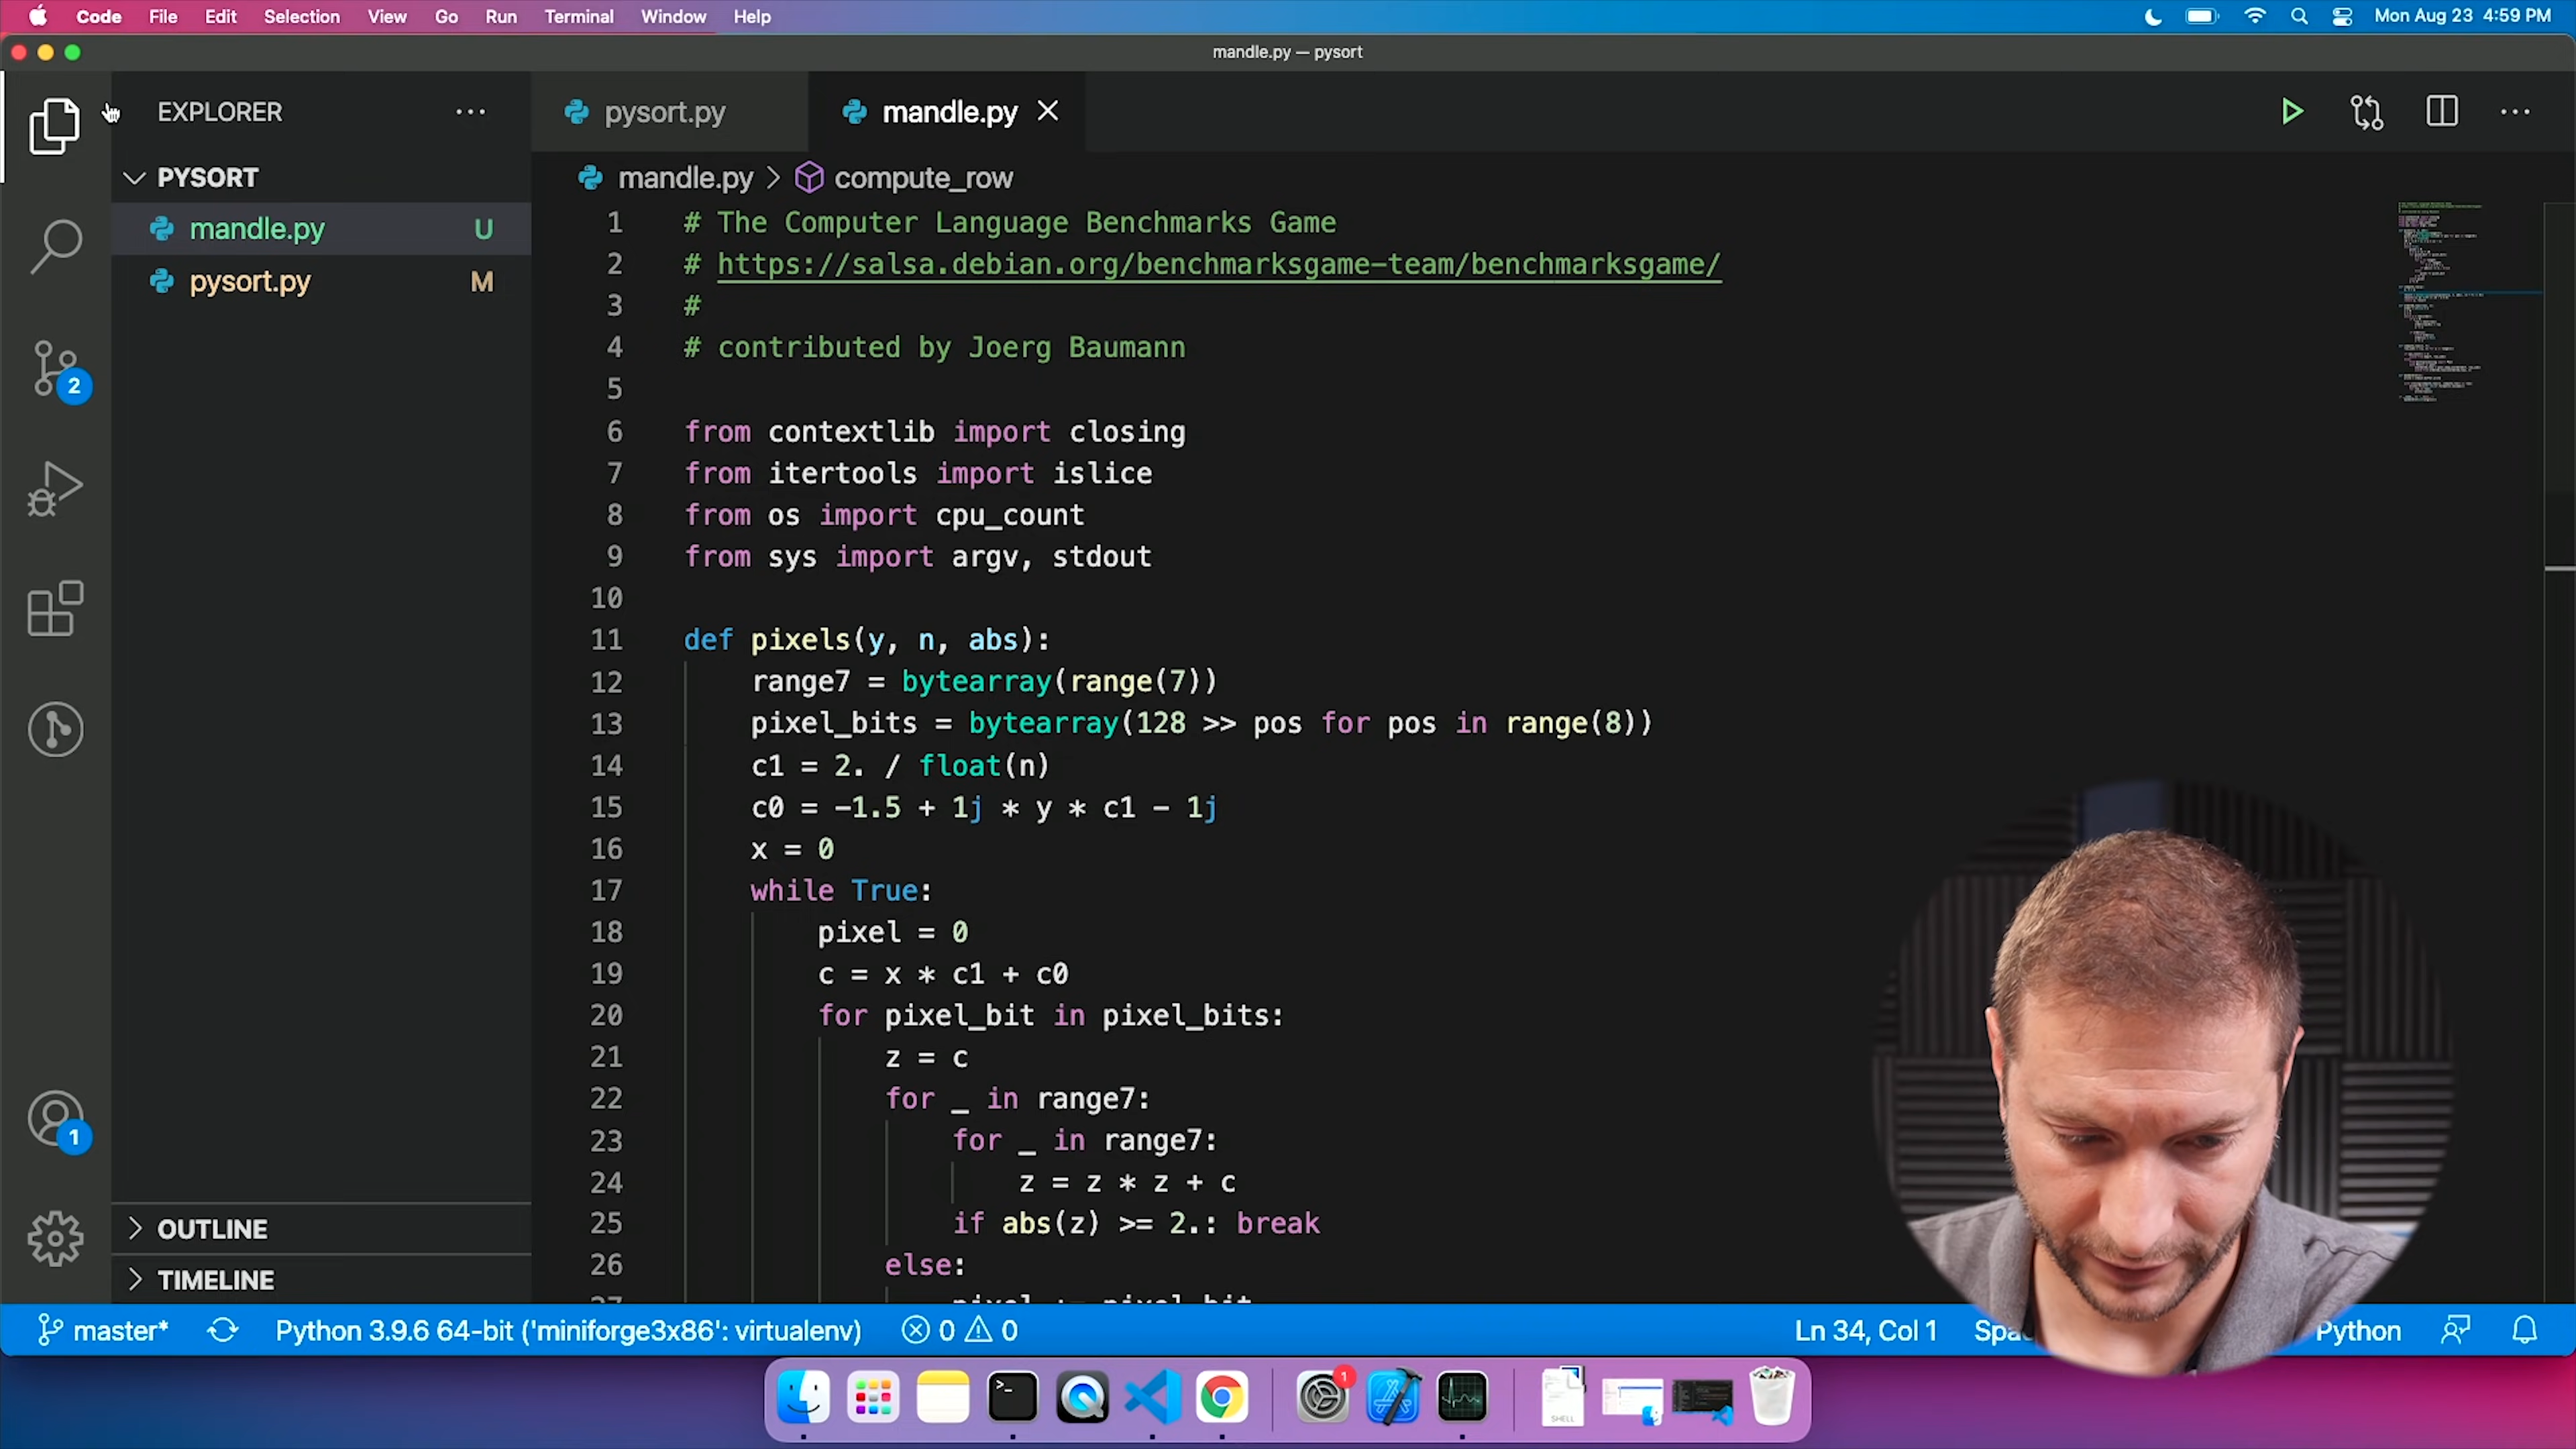 Code File Edit Selection View Go Run Terminal Window Help Mon Aug 23 4:59 PM
mandle.py — pysort
EXPLORER
pysort.py mandle.py
PYSORT
mandle.py > compute_row
mandle.py U
pysort.py M
1 # The Computer Language Benchmarks Game
2 # https://salsa.debian.org/benchmarksgame-team/benchmarksgame/
3 #
4 # contributed by Joerg Baumann
5
6 from contextlib import closing
7 from itertools import islice
8 from os import cpu_count
9 from sys import argv, stdout
10
11 def pixels(y, n, abs):
12 range7 = bytearray(range(7))
13 pixel_bits = bytearray(128 >> pos for pos in range(8))
14 c1 = 2. / float(n)
15 c0 = -1.5 + 1j * y * c1 - 1j
16 x = 0
17 while True:
18 pixel = 0
19 c = x * c1 + c0
20 for pixel_bit in pixel_bits:
21 z = c
22 for _ in range7:
23 for _ in range7:
24 z = z * z + c
25 if abs(z) >= 2.: break
26 else:
27 pixel += pixel_bit
2
1
OUTLINE
TIMELINE
master* Python 3.9.6 64-bit ('miniforge3x86': virtualenv) 0 0 Ln 34, Col 1 Python
1
SHELL